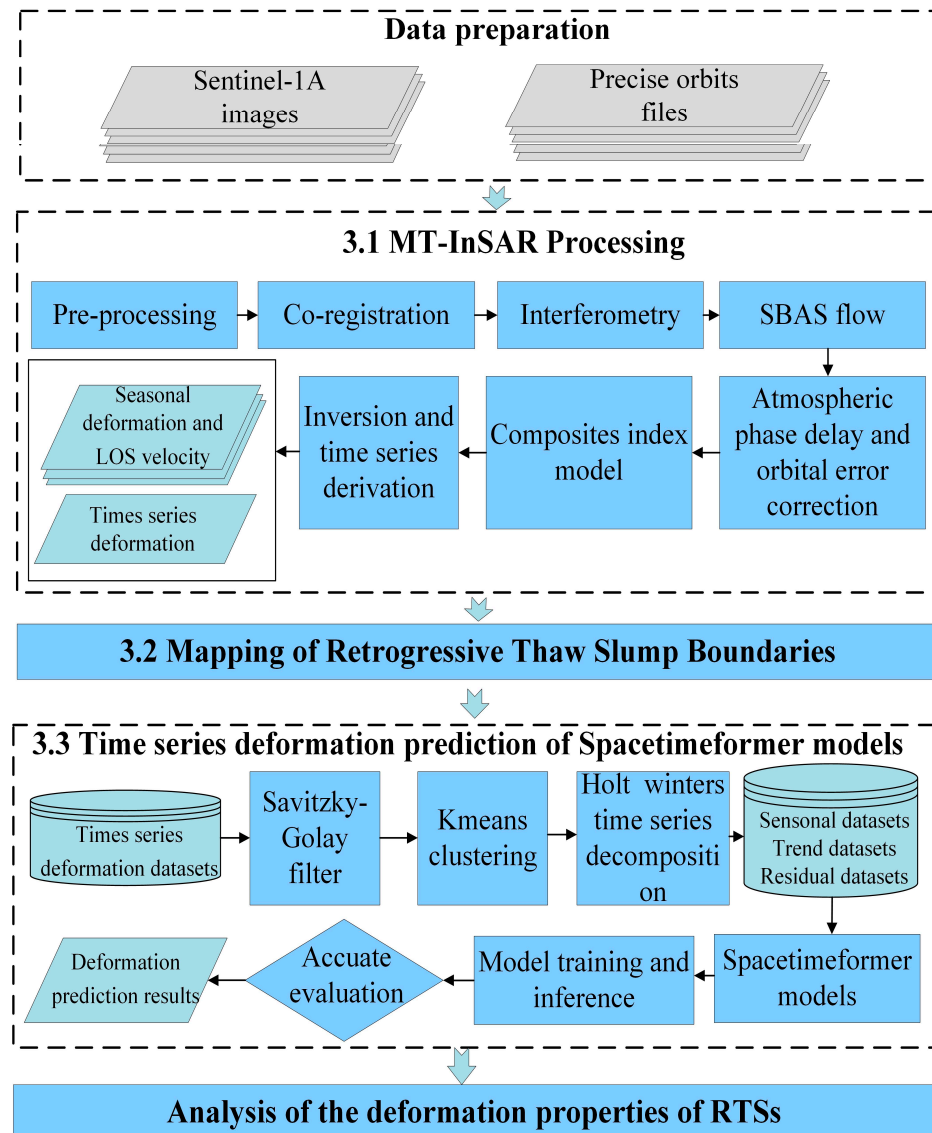 Data preparation
Sentinel-1A
images
Precise orbits
files
3.1 MT-InSAR Processing
Pre-processing
Co-registration
Interferometry
SBAS flow
Atmospheric
phase delay and
orbital error
correction
Composites index
model
Inversion and
time series
derivation
Seasonal
deformation and
LOS velocity
Times series
deformation
3.2 Mapping of Retrogressive Thaw Slump Boundaries
3.3 Time series deformation prediction of Spacetimeformer models
Times series
deformation datasets
Savitzky-
Golay
filter
Kmeans
clustering
Holt winters
time series
decompositi
on
Sensonal datasets
Trend datasets
Residual datasets
Spacetimeformer
models
Model training and
inference
Accuate
evaluation
Deformation
prediction results
Analysis of the deformation properties of RTSs